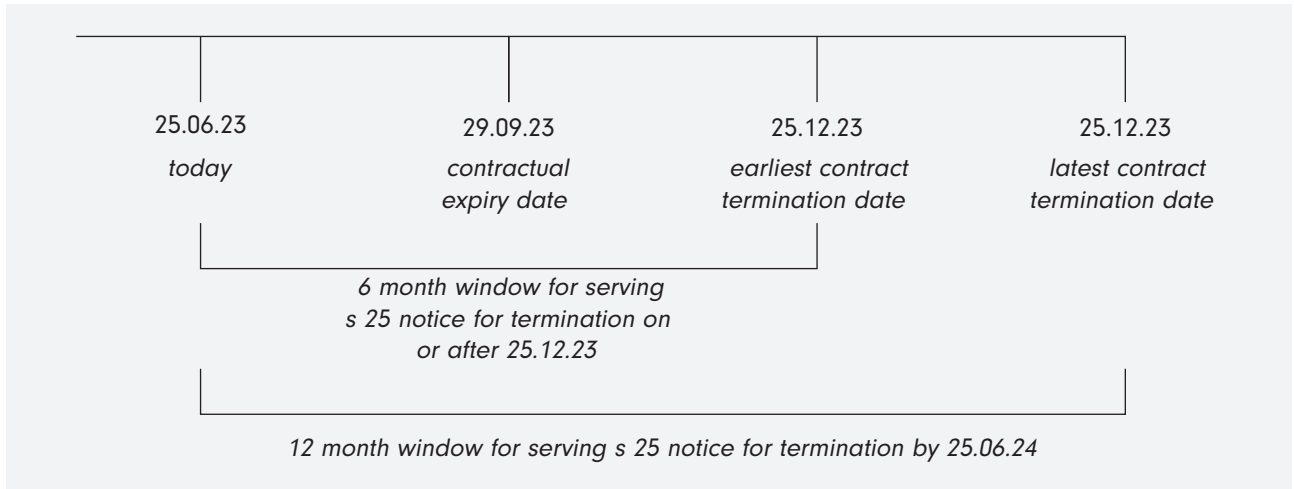 25.06.23
today
29.09.23
contractual
expiry date
25.12.23
earliest contract
termination date
25.12.23
latest contract
termination date
6 month window for serving
s 25 notice for termination on
or after 25.12.23
12 month window for serving s 25 notice for termination by 25.06.24